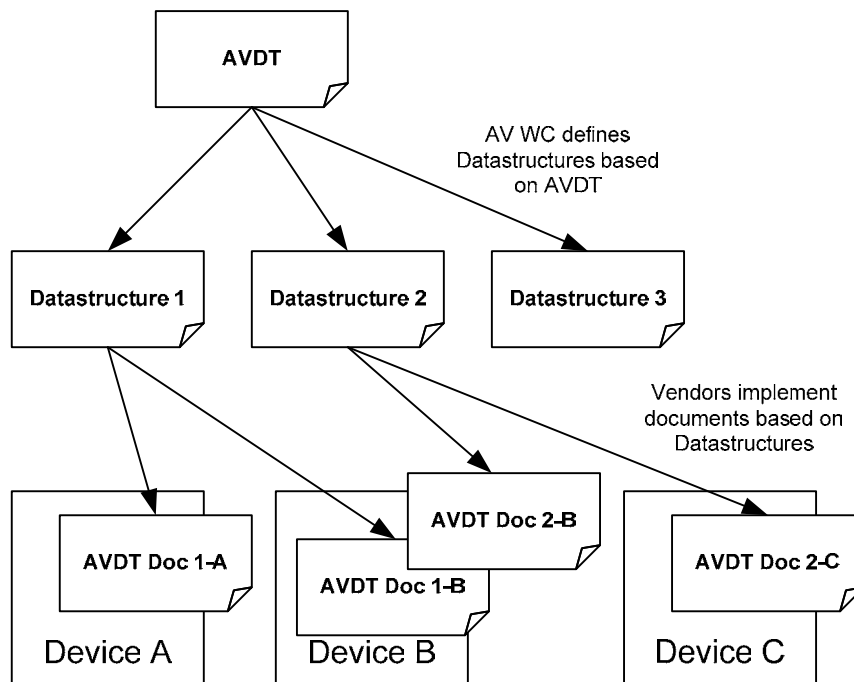 AVDT
AV WC defines
Datastructures based
on AVDT
Datastructure 1
Datastructure 2
Datastructure 3
Vendors implement
documents based on
Datastructures
AVDT Doc 2-B
AVDT Doc 1-A
AVDT Doc 1-B
AVDT Doc 2-C
Device A
Device B
Device C